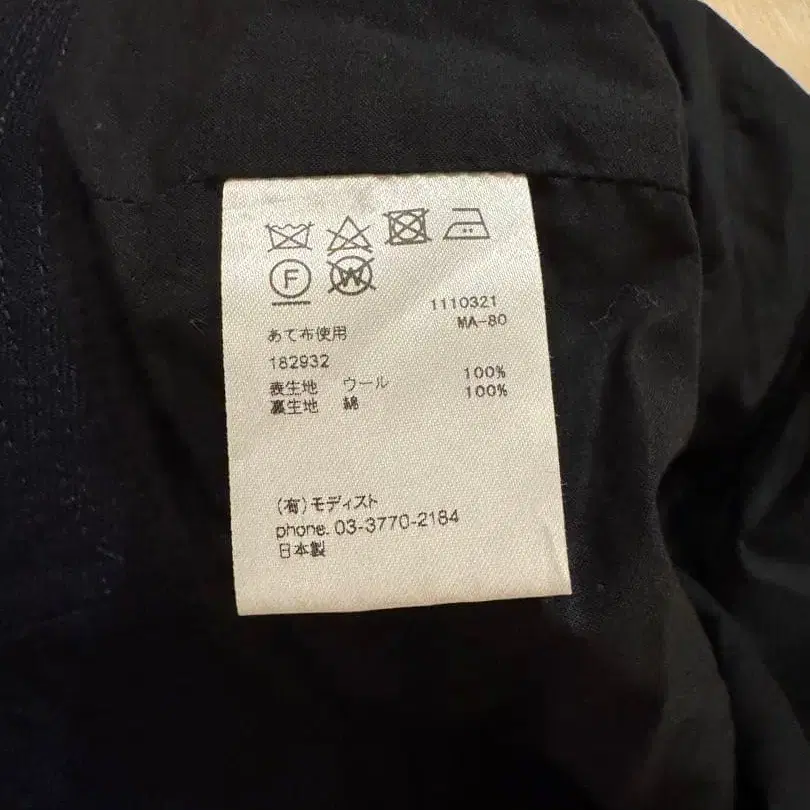 F W
1110321
MA-80
あて布使用
182932
表生地 ウール 100%
裏生地 綿 100%
(有)モディスト
phone. 03-3770-2184
日本製